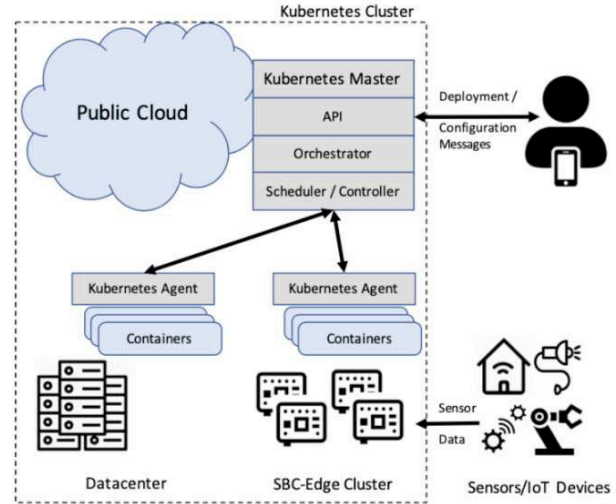 Kubernetes Cluster
Public Cloud
Kubernetes Master
API
Orchestrator
Scheduler / Controller
Deployment /
Configuration
Messages
Kubernetes Agent
Containers
Kubernetes Agent
Containers
Sensor
Data
Datacenter
SBC-Edge Cluster
Sensors/IoT Devices